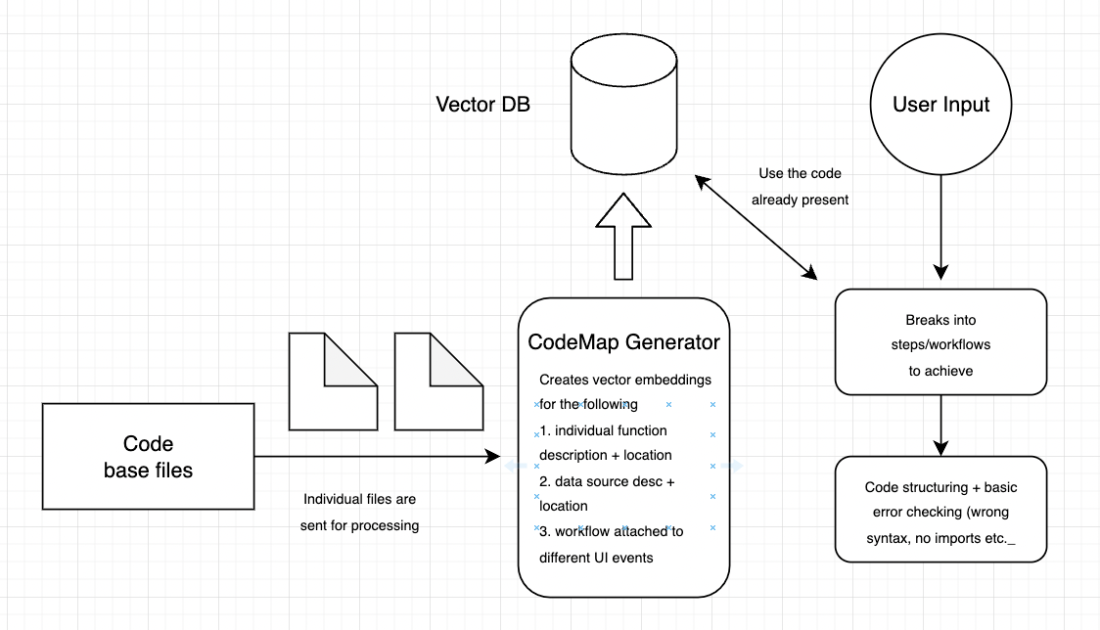 Vector DB
User Input
Use the code
already present
Breaks into
steps/workflows
to achieve
CodeMap Generator
Creates vector embeddings
for the following
1. individual function
description + location
2. data source desc +
location
3. workflow attached to
different UI events
Code
base files
Individual files are
sent for processing
Code structuring + basic
error checking (wrong
syntax, no imports etc._